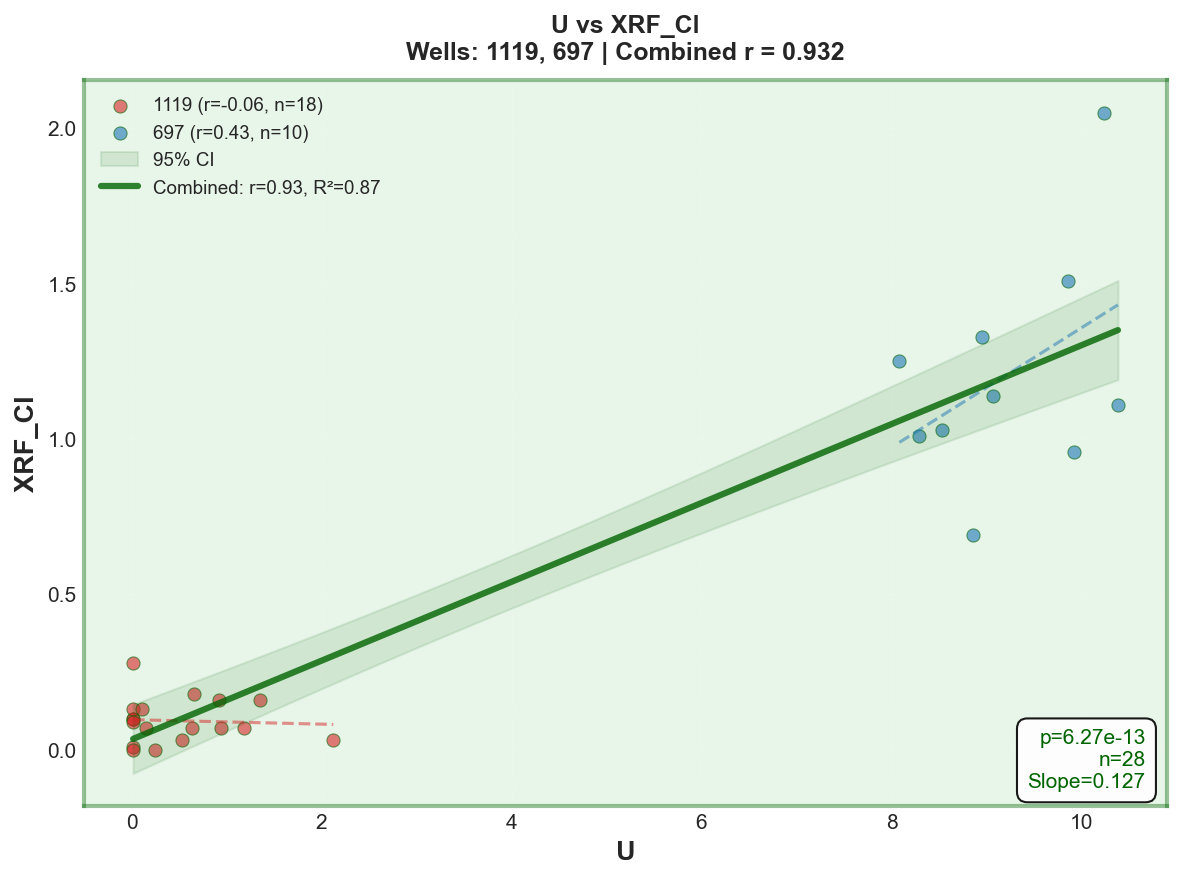 U vs XRF_Cl
Wells: 1119, 697 | Combined r = 0.932
1119 (r=-0.06, n=18)
697 (r=0.43, n=10)
95% CI
Combined: r=0.93, R²=0.87
XRF_Cl
2.0
1.5
1.0
0.5
0.0
p=6.27e-13
n=28
Slope=0.127
0 2 4 6 8 10
U